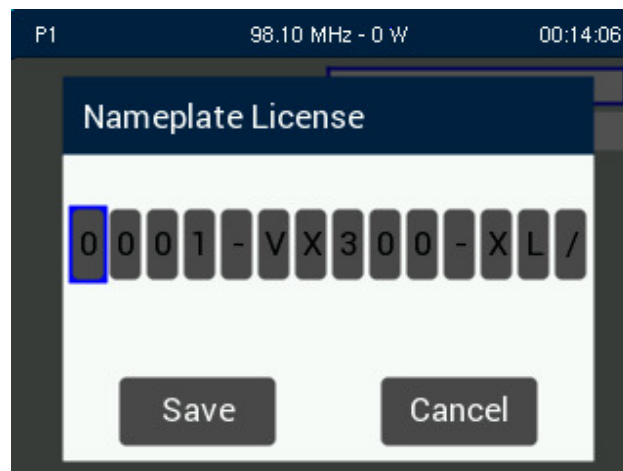 P1 98.10 MHz - 0 W 00:14:06
Nameplate License
0001-VX300-XL/
Save Cancel